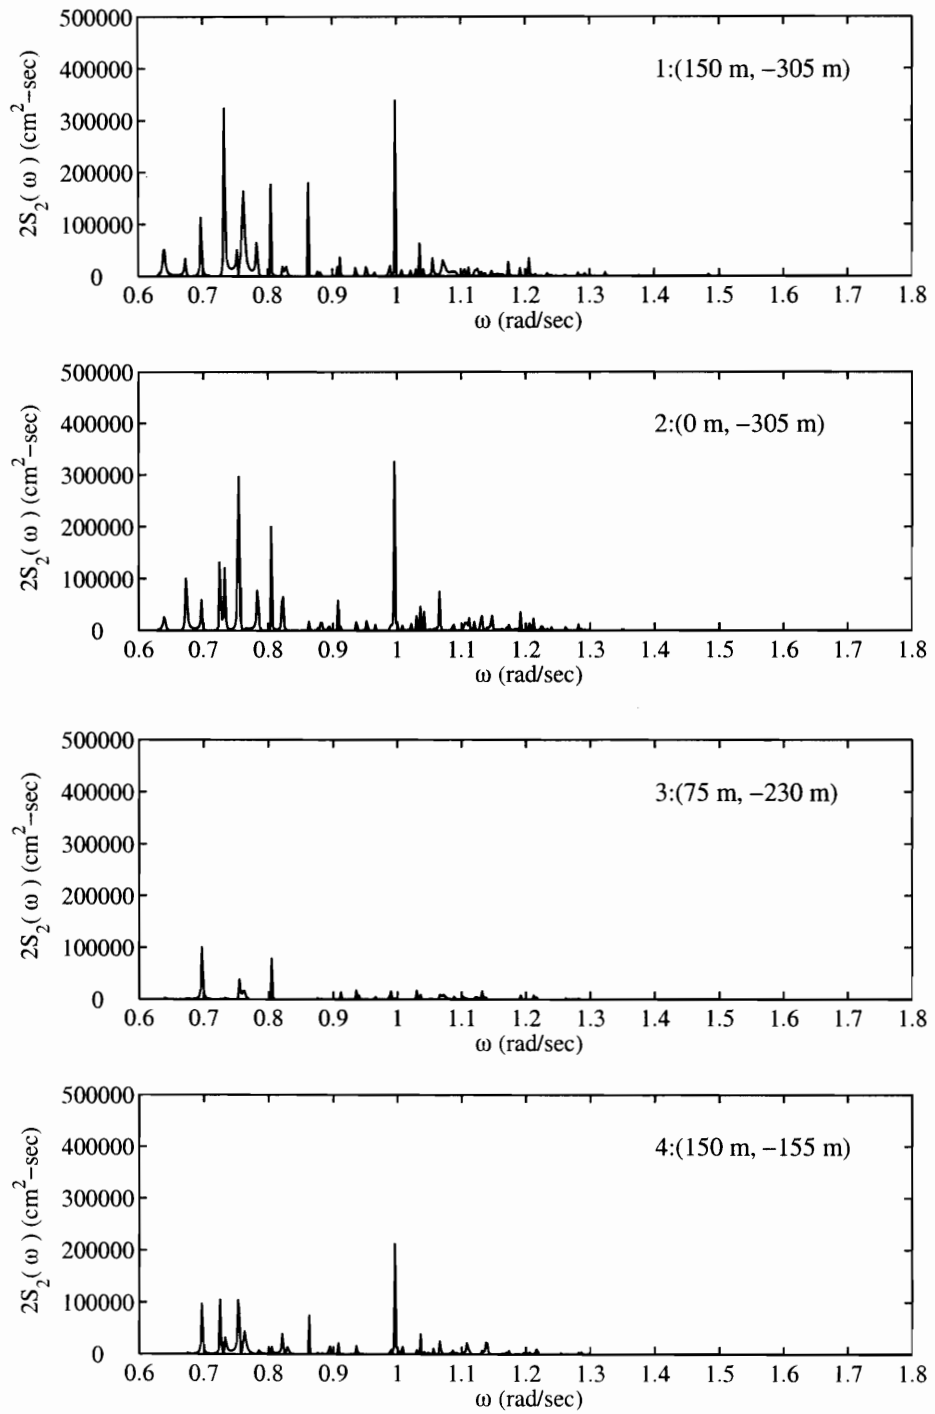 500000
400000
300000
200000
100000
0
2S₂( ω ) (cm²−sec)
1:(150 m, −305 m)
0.6 0.7 0.8 0.9 1 1.1 1.2 1.3 1.4 1.5 1.6 1.7 1.8
ω (rad/sec)
500000
400000
300000
200000
100000
0
2S₂( ω ) (cm²−sec)
2:(0 m, −305 m)
0.6 0.7 0.8 0.9 1 1.1 1.2 1.3 1.4 1.5 1.6 1.7 1.8
ω (rad/sec)
500000
400000
300000
200000
100000
0
2S₂( ω ) (cm²−sec)
3:(75 m, −230 m)
0.6 0.7 0.8 0.9 1 1.1 1.2 1.3 1.4 1.5 1.6 1.7 1.8
ω (rad/sec)
500000
400000
300000
200000
100000
0
2S₂( ω ) (cm²−sec)
4:(150 m, −155 m)
0.6 0.7 0.8 0.9 1 1.1 1.2 1.3 1.4 1.5 1.6 1.7 1.8
ω (rad/sec)